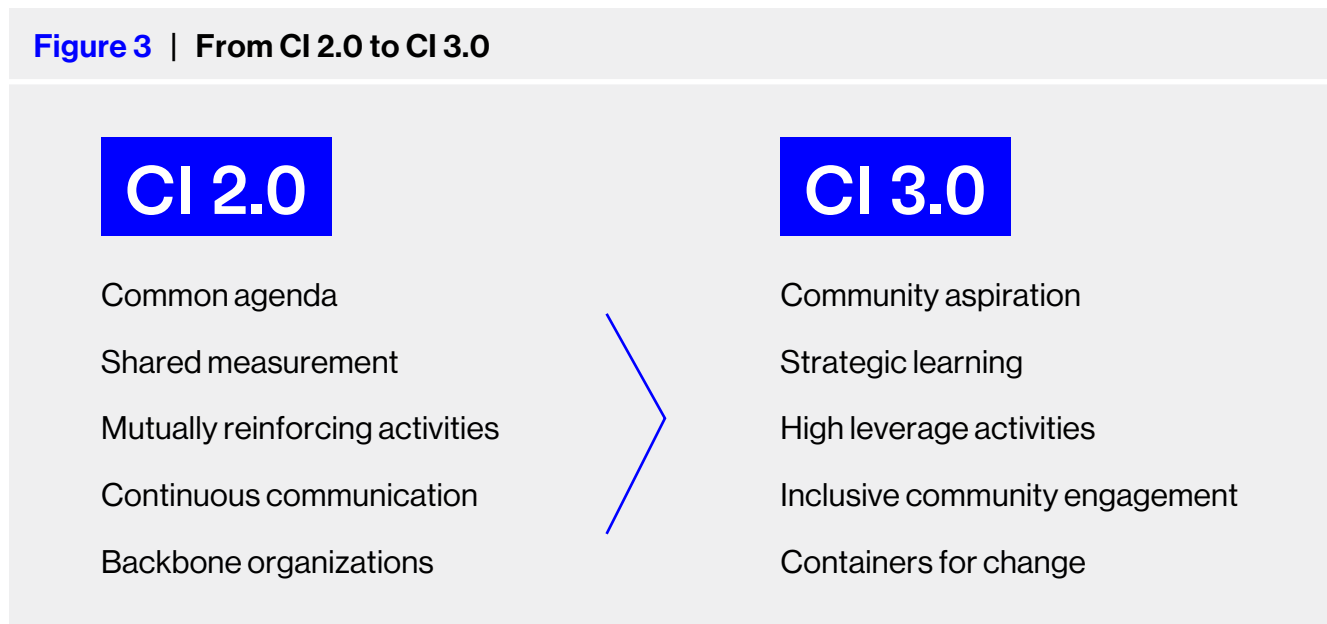 Figure 3 | From CI 2.0 to CI 3.0
CI 2.0
Common agenda
Shared measurement
Mutually reinforcing activities
Continuous communication
Backbone organizations
CI 3.0
Community aspiration
Strategic learning
High leverage activities
Inclusive community engagement
Containers for change